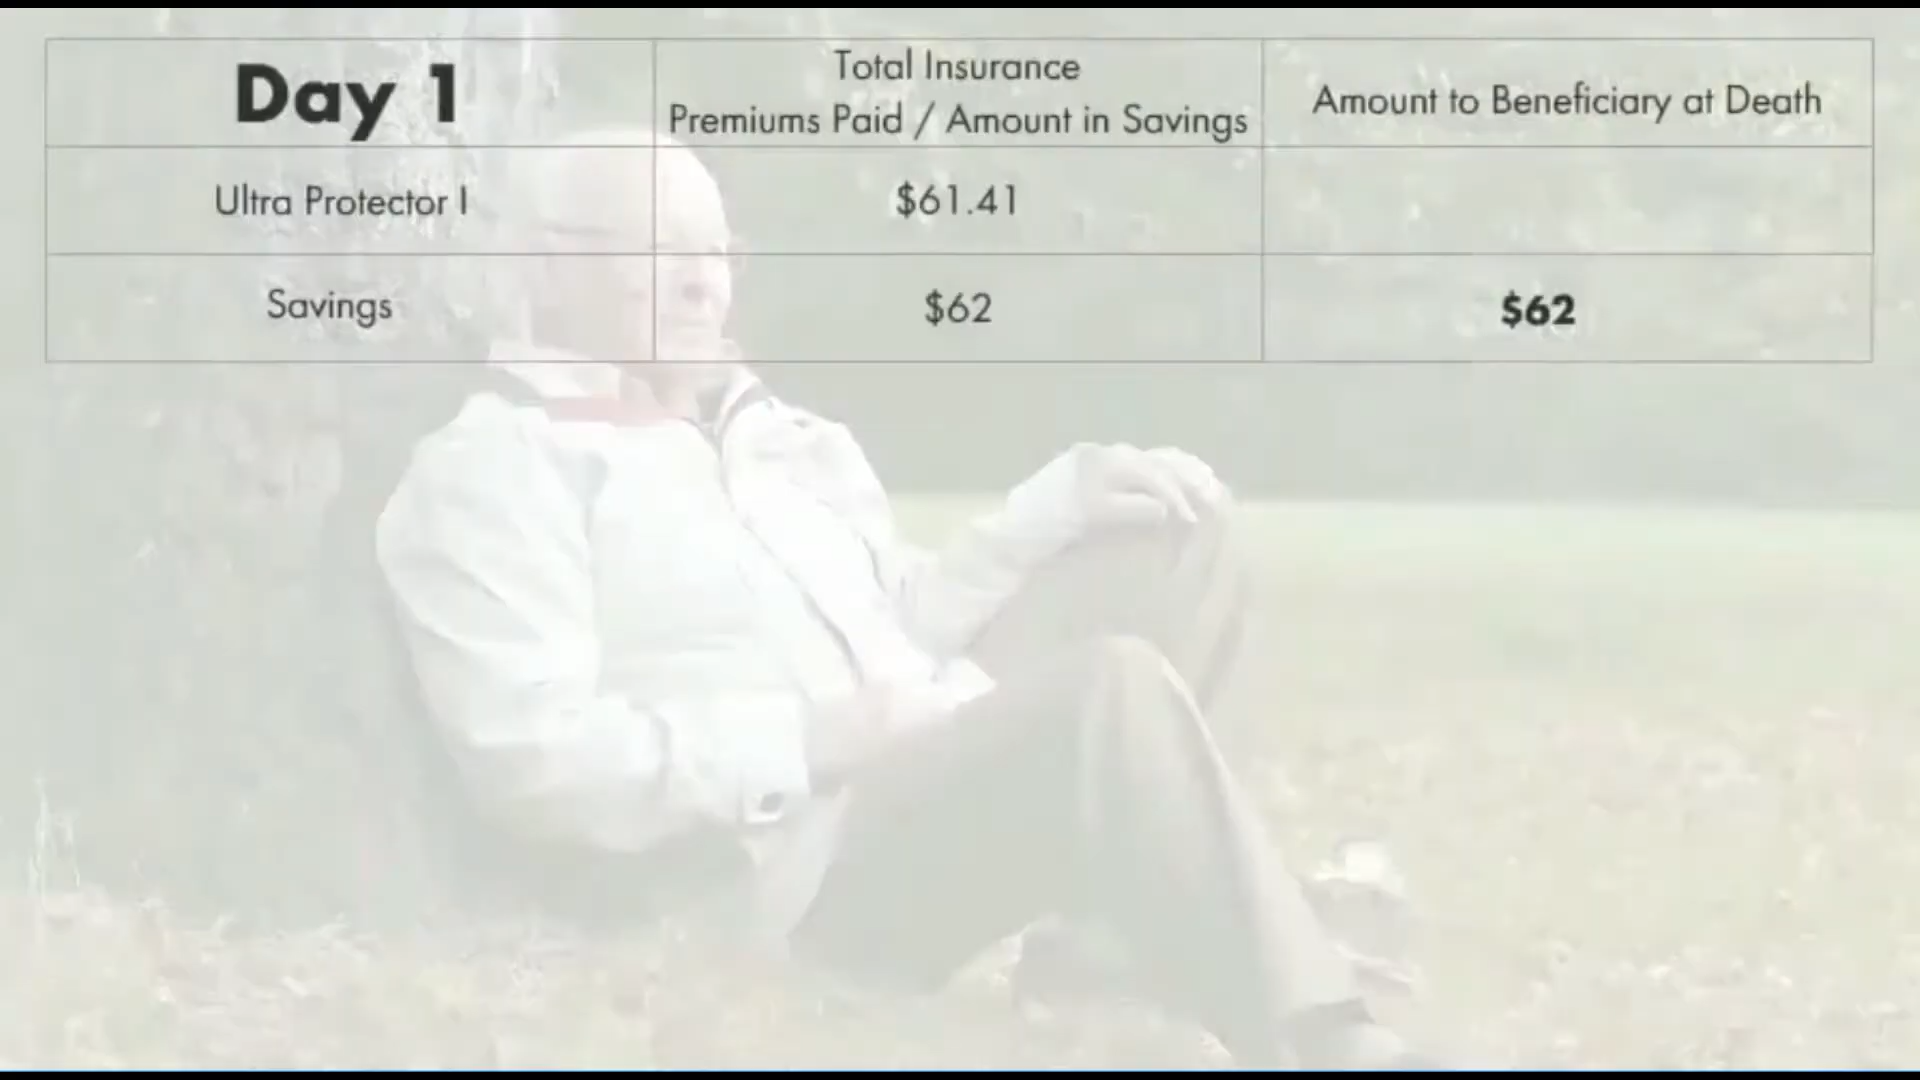 Day 1
Total Insurance
Premiums Paid / Amount in Savings
Amount to Beneficiary at Death
Ultra Protector I
$61.41
Savings
$62
$62